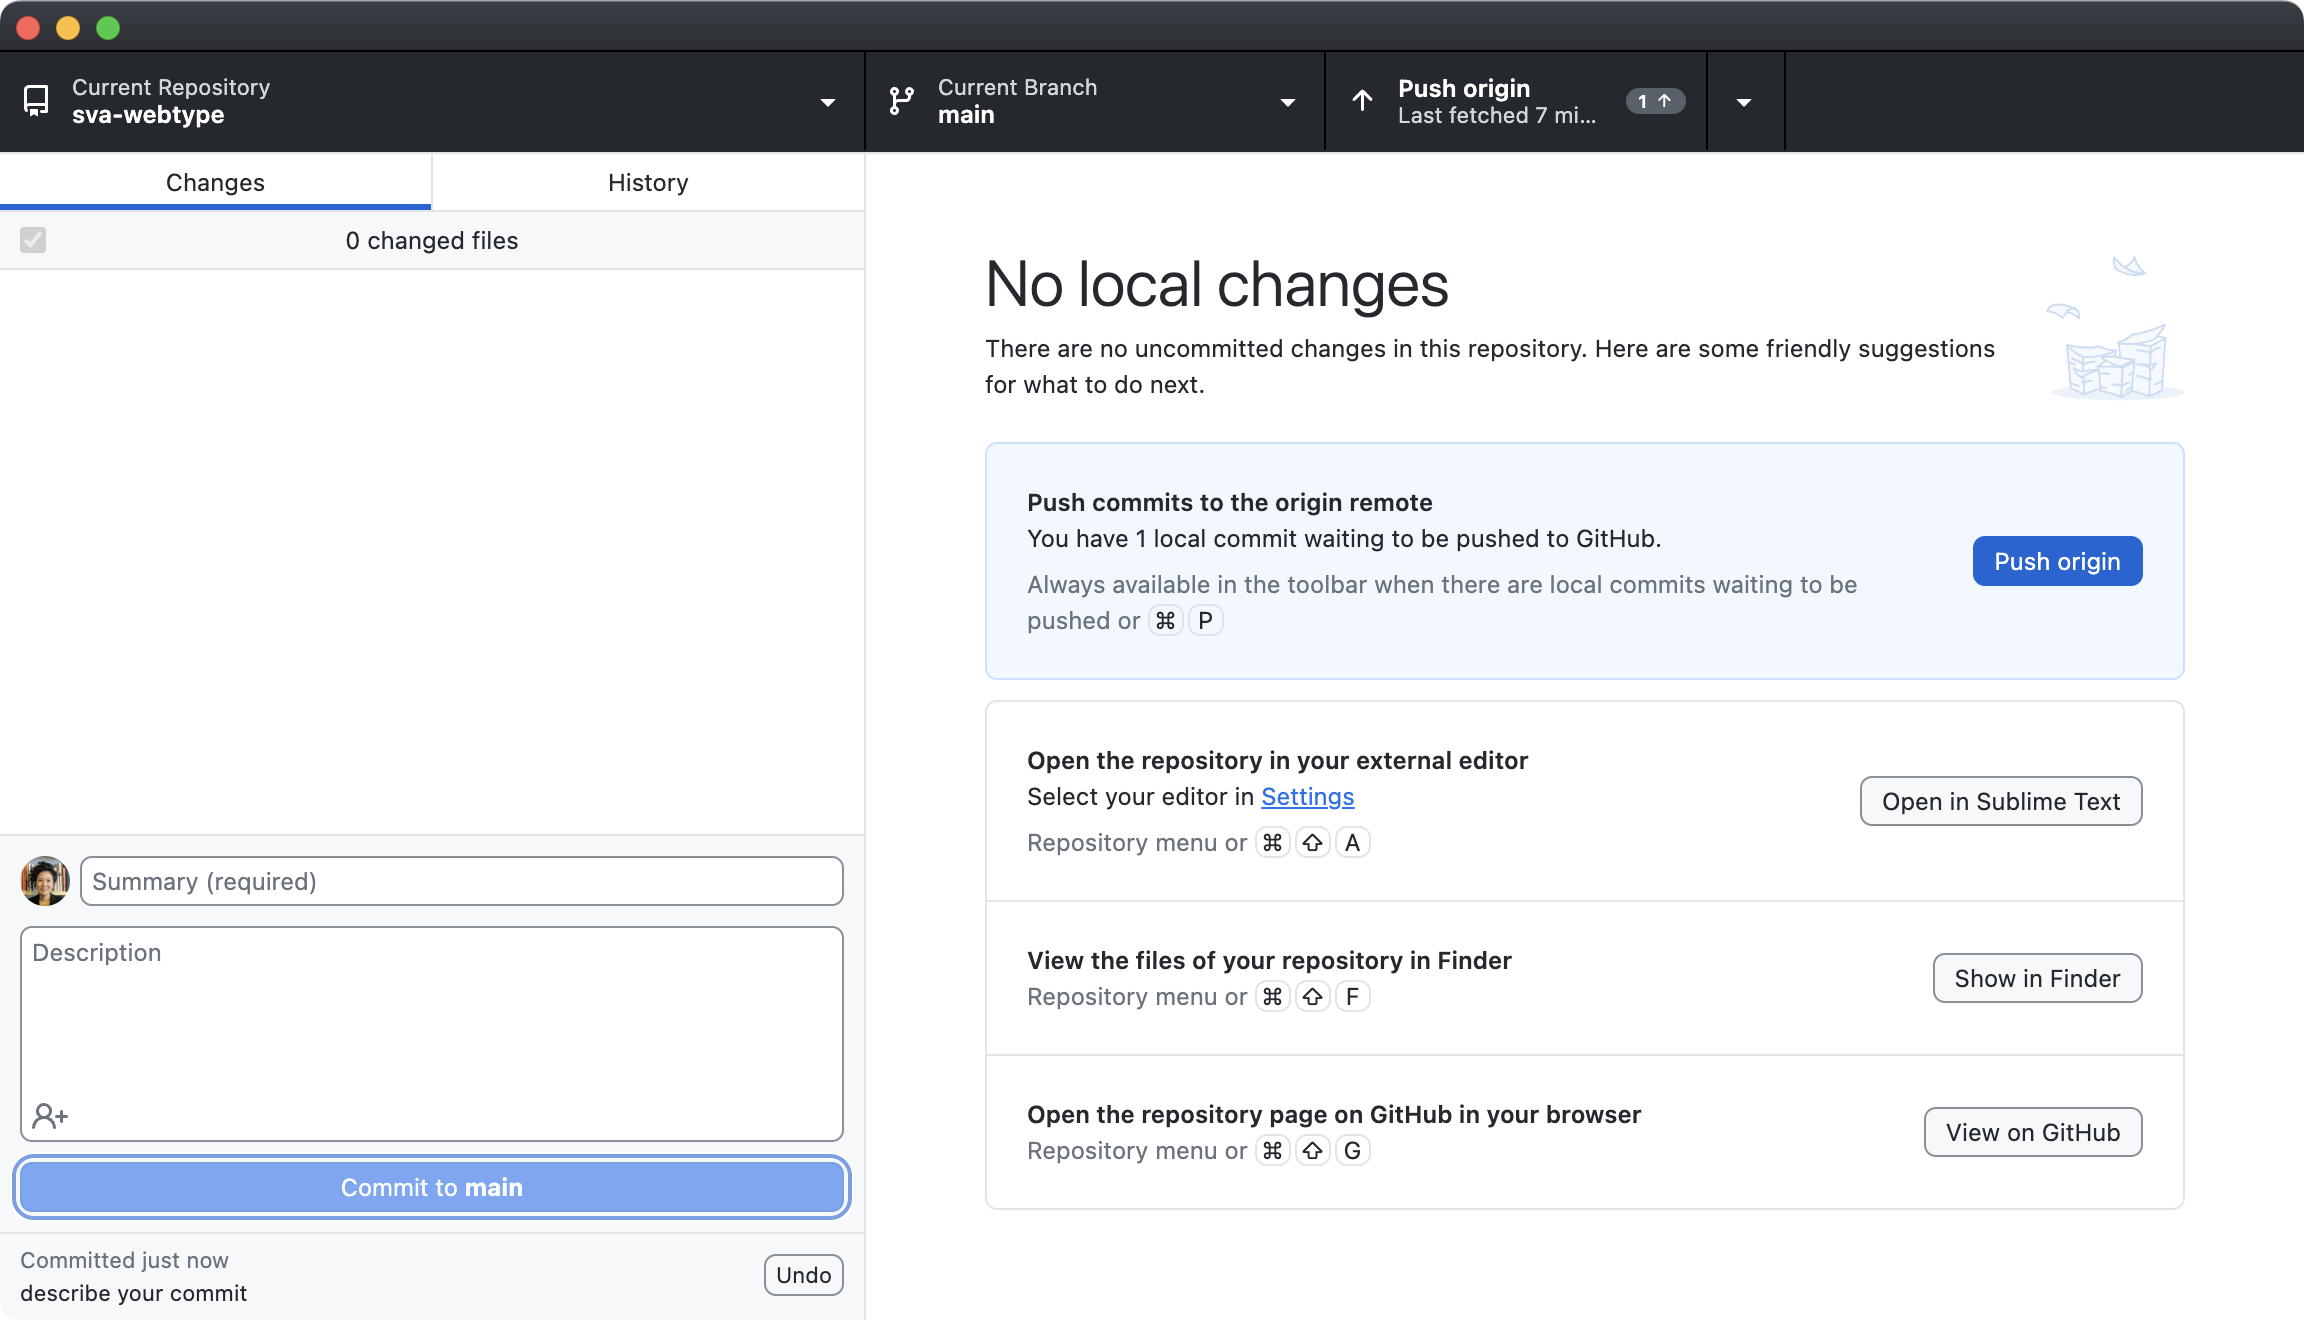 Current Repository
sva-webtype
Current Branch
main
Push origin
Last fetched 7 mi...
1
Changes
History
0 changed files
No local changes
There are no uncommitted changes in this repository. Here are some friendly suggestions
for what to do next.
Push commits to the origin remote
You have 1 local commit waiting to be pushed to GitHub.
Always available in the toolbar when there are local commits waiting to be
pushed or ⌘ P
Push origin
Open the repository in your external editor
Select your editor in Settings
Repository menu or ⌘ ⇧ A
Open in Sublime Text
View the files of your repository in Finder
Repository menu or ⌘ ⇧ F
Show in Finder
Open the repository page on GitHub in your browser
Repository menu or ⌘ ⇧ G
View on GitHub
Summary (required)
Description
Commit to main
Committed just now
describe your commit
Undo